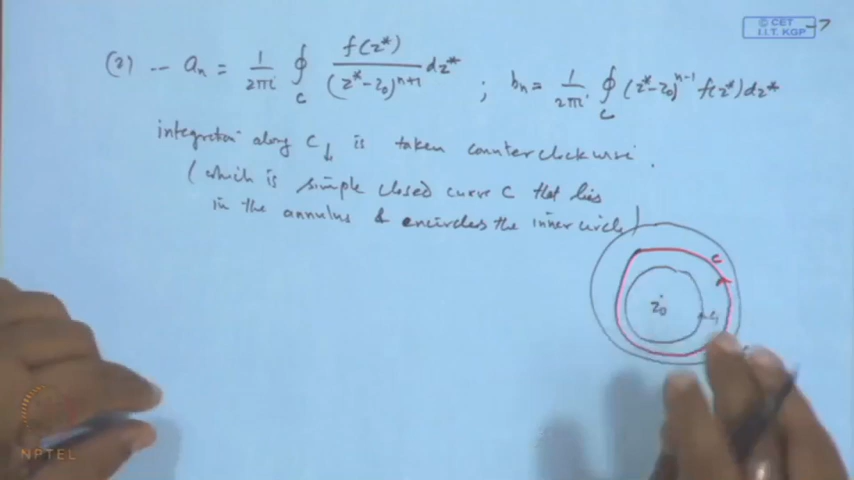 © CET
I.I.T. KGP
-7
(2) -- aₙ = 1/2πi ∮_C f(z*)/(z*-z₀)ⁿ⁺¹ dz* ; bₙ = 1/2πi ∮_C (z*-z₀)ⁿ⁻¹ f(z*) dz*
integration along C is taken counterclockwise.
(which is simple closed curve C that lies
in the annulus & encircles the inner circle)
C
z₀
C₁
NPTEL